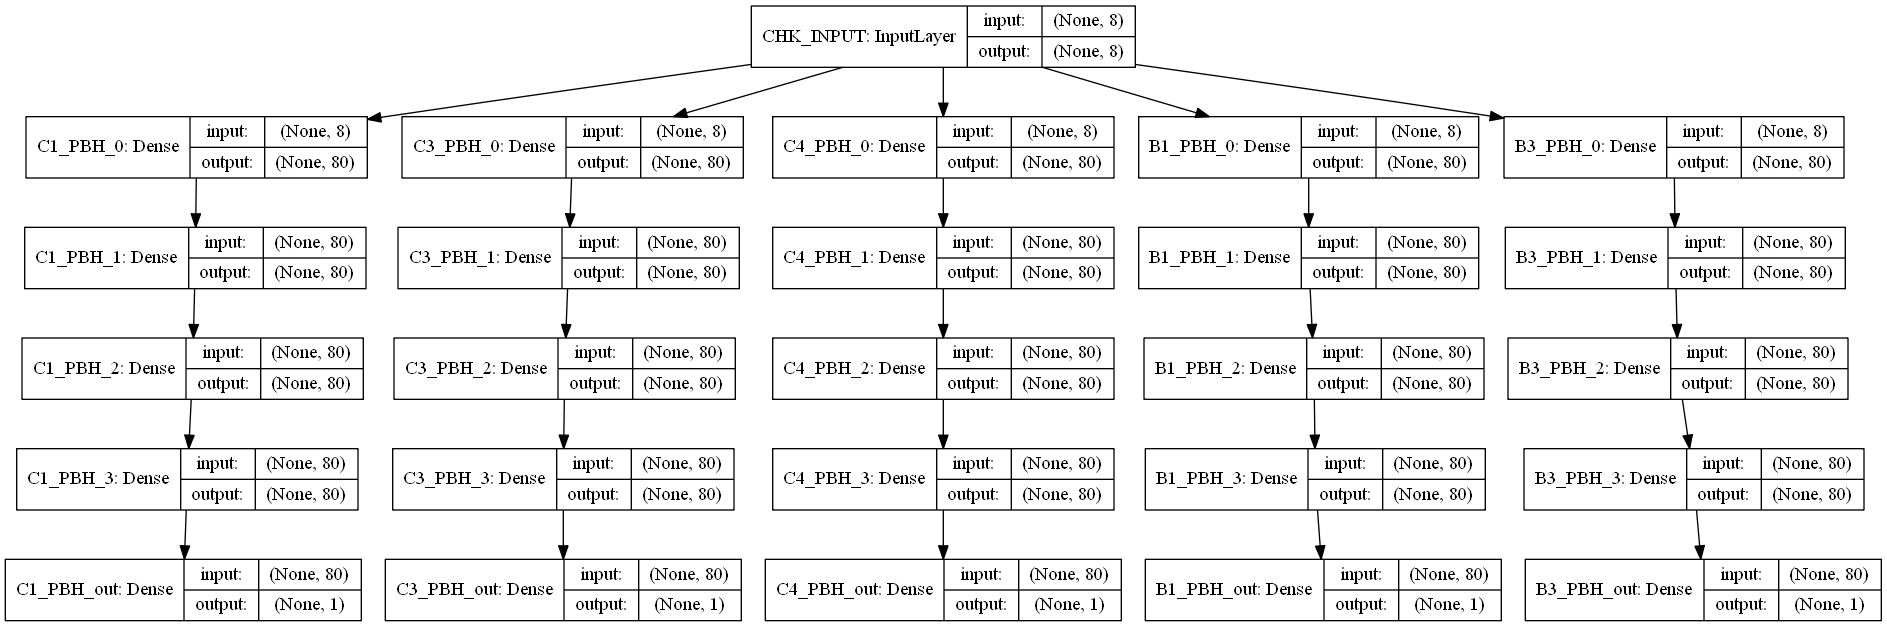 CHK_INPUT: InputLayer input: (None, 8)
output: (None, 8)
C1_PBH_0: Dense input: (None, 8)
output: (None, 80)
C3_PBH_0: Dense input: (None, 8)
output: (None, 80)
C4_PBH_0: Dense input: (None, 8)
output: (None, 80)
B1_PBH_0: Dense input: (None, 8)
output: (None, 80)
B3_PBH_0: Dense input: (None, 8)
output: (None, 80)
C1_PBH_1: Dense input: (None, 80)
output: (None, 80)
C3_PBH_1: Dense input: (None, 80)
output: (None, 80)
C4_PBH_1: Dense input: (None, 80)
output: (None, 80)
B1_PBH_1: Dense input: (None, 80)
output: (None, 80)
B3_PBH_1: Dense input: (None, 80)
output: (None, 80)
C1_PBH_2: Dense input: (None, 80)
output: (None, 80)
C3_PBH_2: Dense input: (None, 80)
output: (None, 80)
C4_PBH_2: Dense input: (None, 80)
output: (None, 80)
B1_PBH_2: Dense input: (None, 80)
output: (None, 80)
B3_PBH_2: Dense input: (None, 80)
output: (None, 80)
C1_PBH_3: Dense input: (None, 80)
output: (None, 80)
C3_PBH_3: Dense input: (None, 80)
output: (None, 80)
C4_PBH_3: Dense input: (None, 80)
output: (None, 80)
B1_PBH_3: Dense input: (None, 80)
output: (None, 80)
B3_PBH_3: Dense input: (None, 80)
output: (None, 80)
C1_PBH_out: Dense input: (None, 80)
output: (None, 1)
C3_PBH_out: Dense input: (None, 80)
output: (None, 1)
C4_PBH_out: Dense input: (None, 80)
output: (None, 1)
B1_PBH_out: Dense input: (None, 80)
output: (None, 1)
B3_PBH_out: Dense input: (None, 80)
output: (None, 1)